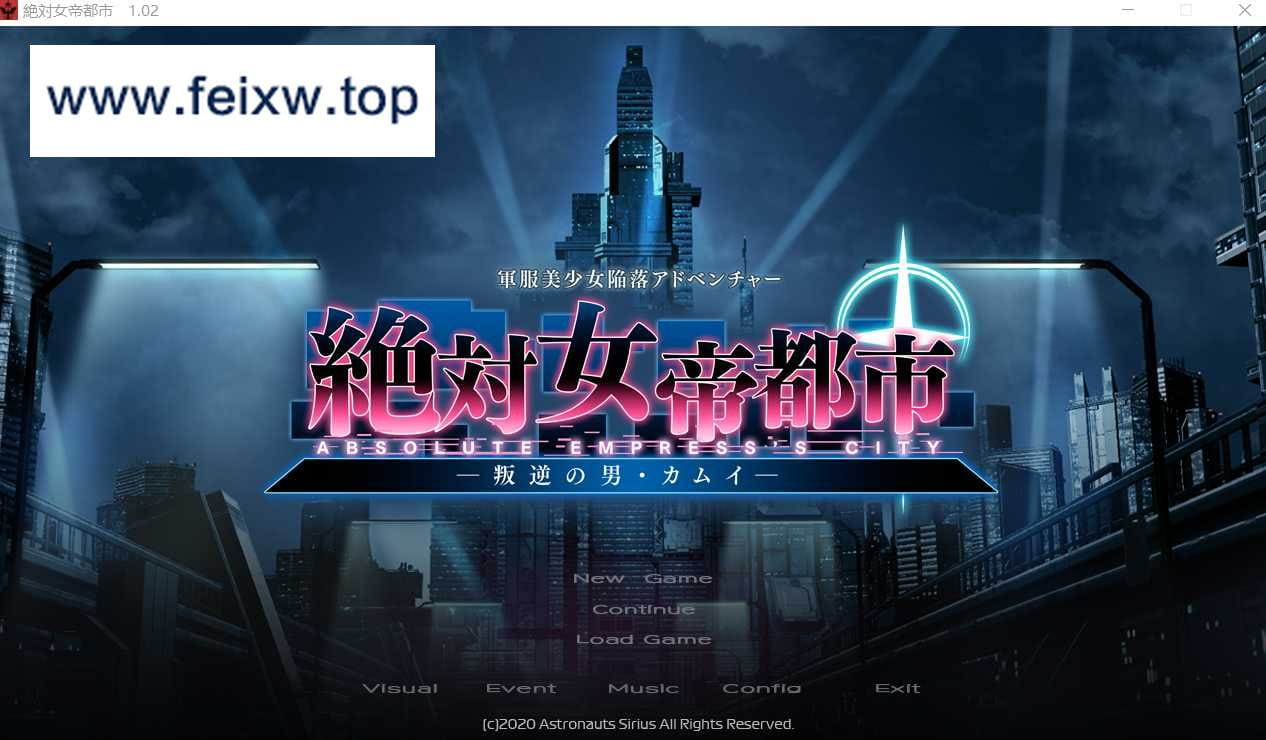 絶対女帝都市 1.02
www.feixw.top
軍服美少女陥落アドベンチャー
絶対女帝都市
ABSOLUTE EMPRESS'S CITY
―叛逆の男・カムイ―
New Game
Continue
Load Game
Visual Event Music Config Exit
(c)2020 Astronauts Sirius All Rights Reserved.